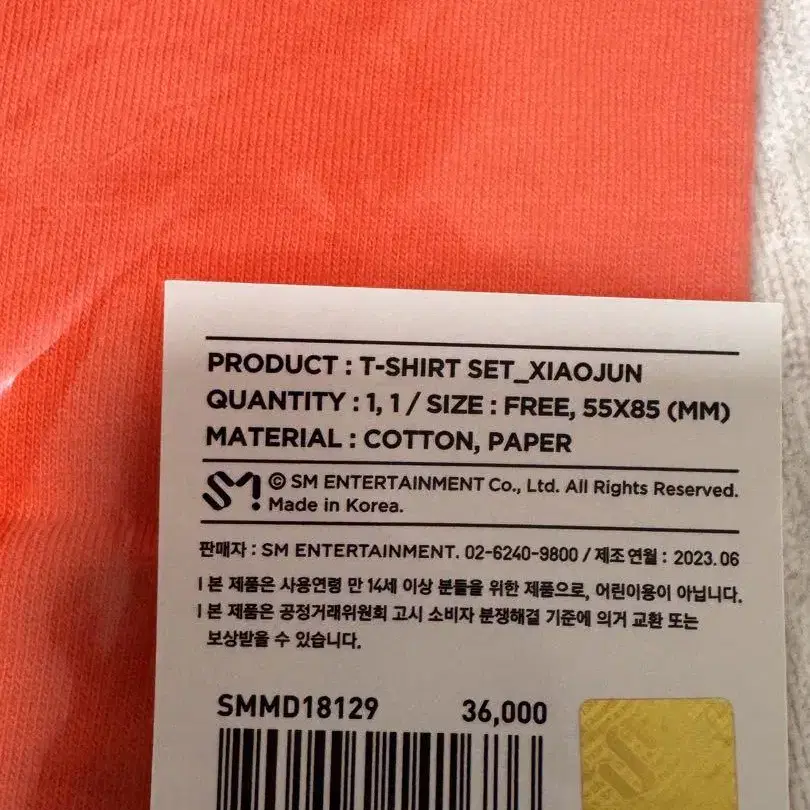 PRODUCT : T-SHIRT SET_XIAOJUN
QUANTITY : 1, 1 / SIZE : FREE, 55X85 (MM)
MATERIAL : COTTON, PAPER
SM! © SM ENTERTAINMENT Co., Ltd. All Rights Reserved.
Made in Korea.
판매자 : SM ENTERTAINMENT. 02-6240-9800 / 제조연월 : 2023.06
I 본 제품은 사용연령 만 14세 이상 분들을 위한 제품으로, 어린이용이 아닙니다.
I 본 제품은 공정거래위원회 고시 소비자 분쟁해결 기준에 의거 교환 또는
보상받을 수 있습니다.
SMMD18129 36,000